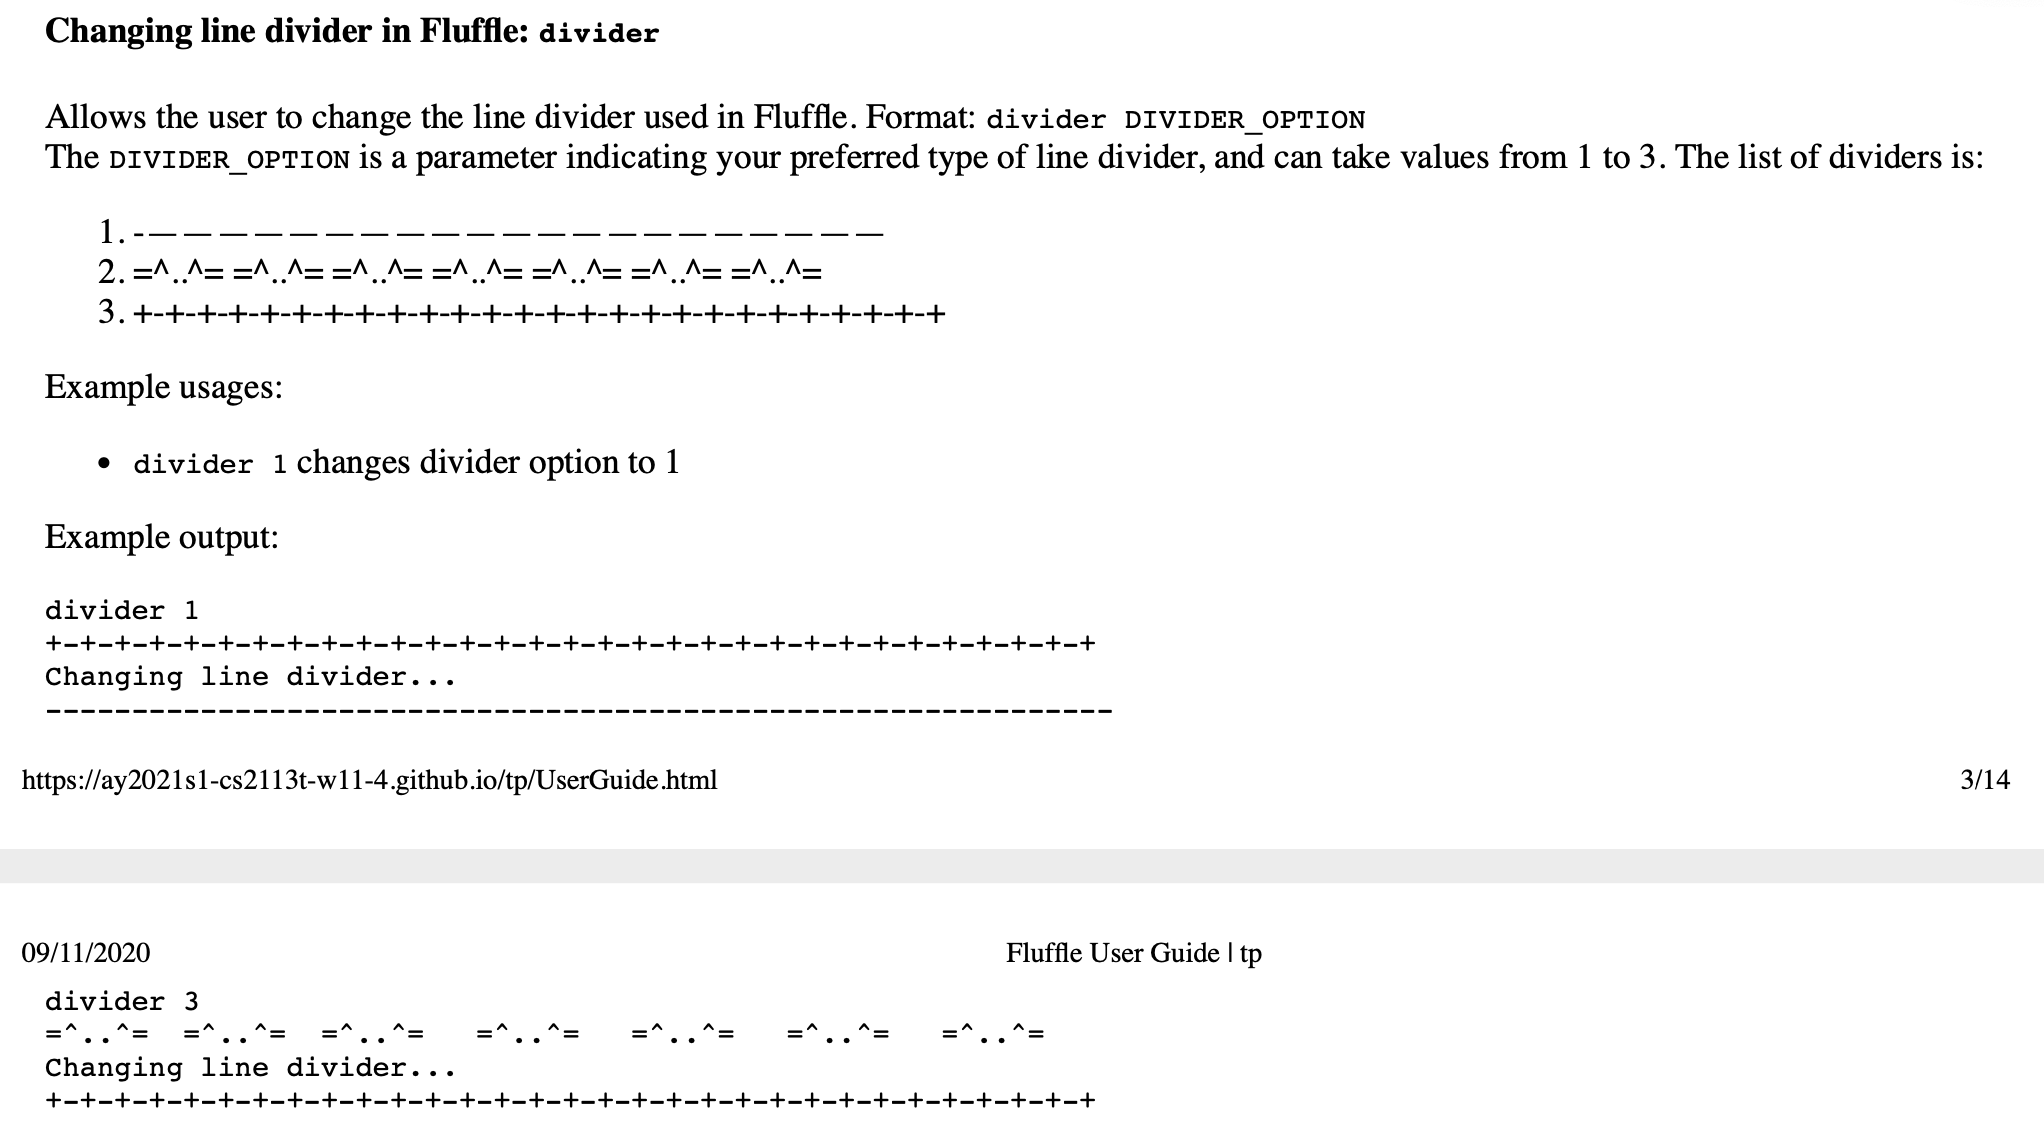 Changing line divider in Fluffle: divider
Allows the user to change the line divider used in Fluffle. Format: divider DIVIDER_OPTION
The DIVIDER_OPTION is a parameter indicating your preferred type of line divider, and can take values from 1 to 3. The list of dividers is:
1. -— — — — — — — — — — — — — — — — — — — — —
2. =^..^= =^..^= =^..^= =^..^= =^..^= =^..^= =^..^=
3. +-+-+-+-+-+-+-+-+-+-+-+-+-+-+-+-+-+-+-+-+-+-+-+-+-+
Example usages:
• divider 1 changes divider option to 1
Example output:
divider 1
+-+-+-+-+-+-+-+-+-+-+-+-+-+-+-+-+-+-+-+-+-+-+-+-+-+-+-+-+-+-+
Changing line divider...
--------------------------------------------------------------
https://ay2021s1-cs2113t-w11-4.github.io/tp/UserGuide.html 3/14
09/11/2020 Fluffle User Guide | tp
divider 3
=^..^=  =^..^=  =^..^=   =^..^=   =^..^=   =^..^=   =^..^=
Changing line divider...
+-+-+-+-+-+-+-+-+-+-+-+-+-+-+-+-+-+-+-+-+-+-+-+-+-+-+-+-+-+-+